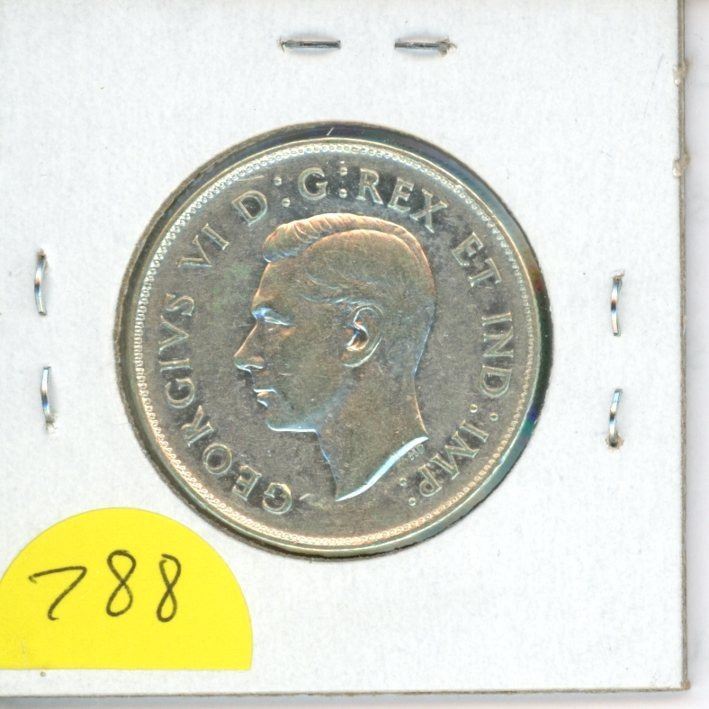 GEORGIVS VI D:G:REX ET IND:IMP:
788